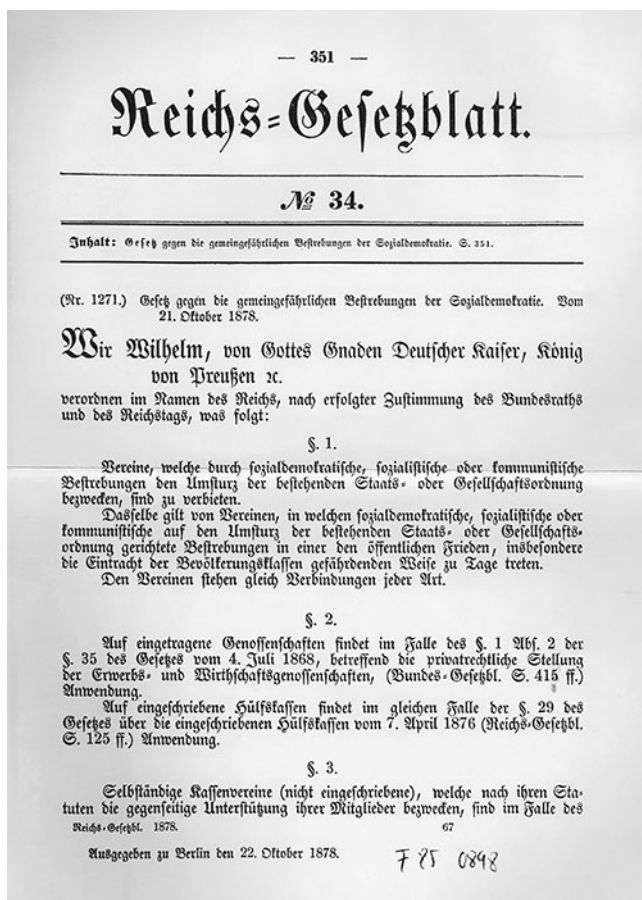 — 351 —
Reichs-Gesetzblatt.
№ 34.
Inhalt: Gesetz gegen die gemeingefährlichen Bestrebungen der Sozialdemokratie. S. 351.
(Nr. 1271.) Gesetz gegen die gemeingefährlichen Bestrebungen der Sozialdemokratie. Vom
21. Oktober 1878.
Wir Wilhelm, von Gottes Gnaden Deutscher Kaiser, König
von Preußen ꝛc.
verordnen im Namen des Reichs, nach erfolgter Zustimmung des Bundesraths
und des Reichstags, was folgt:
§. 1.
Vereine, welche durch sozialdemokratische, sozialistische oder kommunistische
Bestrebungen den Umsturz der bestehenden Staats- oder Gesellschaftsordnung
bezwecken, sind zu verbieten.
Dasselbe gilt von Vereinen, in welchen sozialdemokratische, sozialistische oder
kommunistische auf den Umsturz der bestehenden Staats- oder Gesellschafts-
ordnung gerichtete Bestrebungen in einer den öffentlichen Frieden, insbesondere
die Eintracht der Bevölkerungsklassen gefährdenden Weise zu Tage treten.
Den Vereinen stehen gleich Verbindungen jeder Art.
§. 2.
Auf eingetragene Genossenschaften findet im Falle des §. 1 Abs. 2 der
§. 35 des Gesetzes vom 4. Juli 1868, betreffend die privatrechtliche Stellung
der Erwerbs- und Wirthschaftsgenossenschaften, (Bundes-Gesetzbl. S. 415 ff.)
Anwendung.
Auf eingeschriebene Hülfskassen findet im gleichen Falle der §. 29 des
Gesetzes über die eingeschriebenen Hülfskassen vom 7. April 1876 (Reichs-Gesetzbl.
S. 125 ff.) Anwendung.
§. 3.
Selbständige Kassenvereine (nicht eingeschriebene), welche nach ihren Sta-
tuten die gegenseitige Unterstützung ihrer Mitglieder bezwecken, sind im Falle des
Reichs-Gesetzbl. 1878. 67
Ausgegeben zu Berlin den 22. Oktober 1878.
F 85 0898